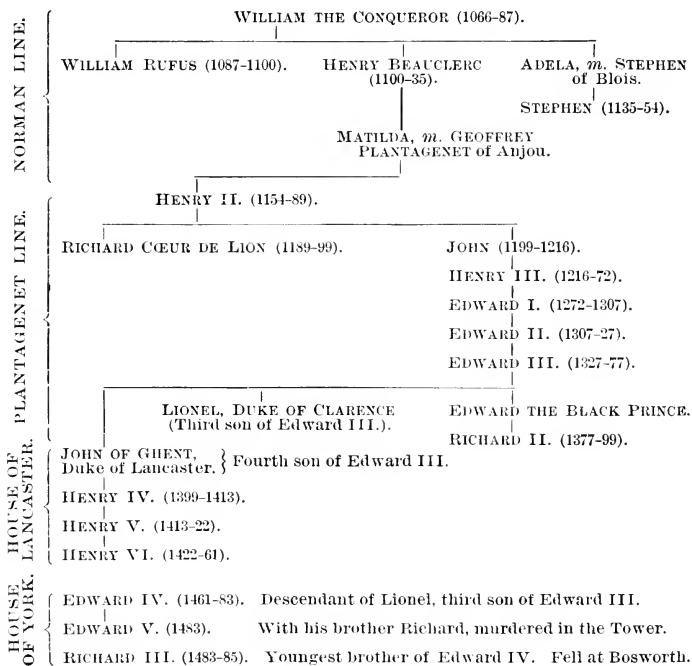 WILLIAM THE CONQUEROR (1066-87).
NORMAN LINE.
WILLIAM RUFUS (1087-1100).
HENRY BEAUCLERC
(1100-35).
ADELA, m. STEPHEN
of Blois.
STEPHEN (1135-54).
MATILDA, m. GEOFFREY
PLANTAGENET of Anjou.
PLANTAGENET LINE.
HENRY II. (1154-89).
RICHARD CŒUR DE LION (1189-99).
JOHN (1199-1216).
HENRY III. (1216-72).
EDWARD I. (1272-1307).
EDWARD II. (1307-27).
EDWARD III. (1327-77).
LIONEL, DUKE OF CLARENCE
(Third son of Edward III.).
EDWARD THE BLACK PRINCE.
RICHARD II. (1377-99).
HOUSE OF
LANCASTER.
JOHN OF GHENT,
Duke of Lancaster. } Fourth son of Edward III.
HENRY IV. (1399-1413).
HENRY V. (1413-22).
HENRY VI. (1422-61).
HOUSE
OF YORK.
EDWARD IV. (1461-83). Descendant of Lionel, third son of Edward III.
EDWARD V. (1483). With his brother Richard, murdered in the Tower.
RICHARD III. (1483-85). Youngest brother of Edward IV. Fell at Bosworth.